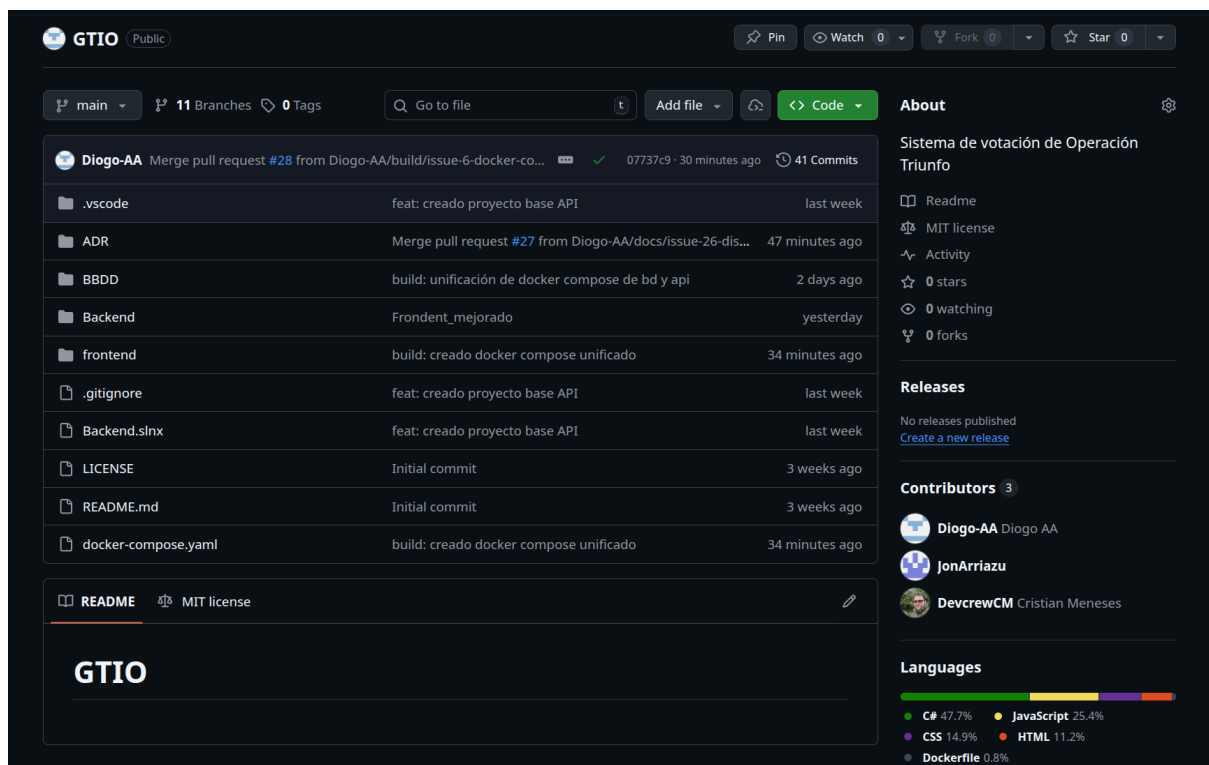 GTIO Public Pin Watch 0 Fork 0 Star 0
main 11 Branches 0 Tags Go to file t Add file Code
Diogo-AA Merge pull request #28 from Diogo-AA/build/issue-6-docker-co... 07737c9 · 30 minutes ago 41 Commits
.vscode feat: creado proyecto base API last week
ADR Merge pull request #27 from Diogo-AA/docs/issue-26-dis... 47 minutes ago
BBDD build: unificación de docker compose de bd y api 2 days ago
Backend Frondent_mejorado yesterday
frontend build: creado docker compose unificado 34 minutes ago
.gitignore feat: creado proyecto base API last week
Backend.slnx feat: creado proyecto base API last week
LICENSE Initial commit 3 weeks ago
README.md Initial commit 3 weeks ago
docker-compose.yaml build: creado docker compose unificado 34 minutes ago
README MIT license
GTIO
About
Sistema de votación de Operación
Triunfo
Readme
MIT license
Activity
0 stars
0 watching
0 forks
Releases
No releases published
Create a new release
Contributors 3
Diogo-AA Diogo AA
JonArriazu
DevcrewCM Cristian Meneses
Languages
C# 47.7% JavaScript 25.4%
CSS 14.9% HTML 11.2%
Dockerfile 0.8%